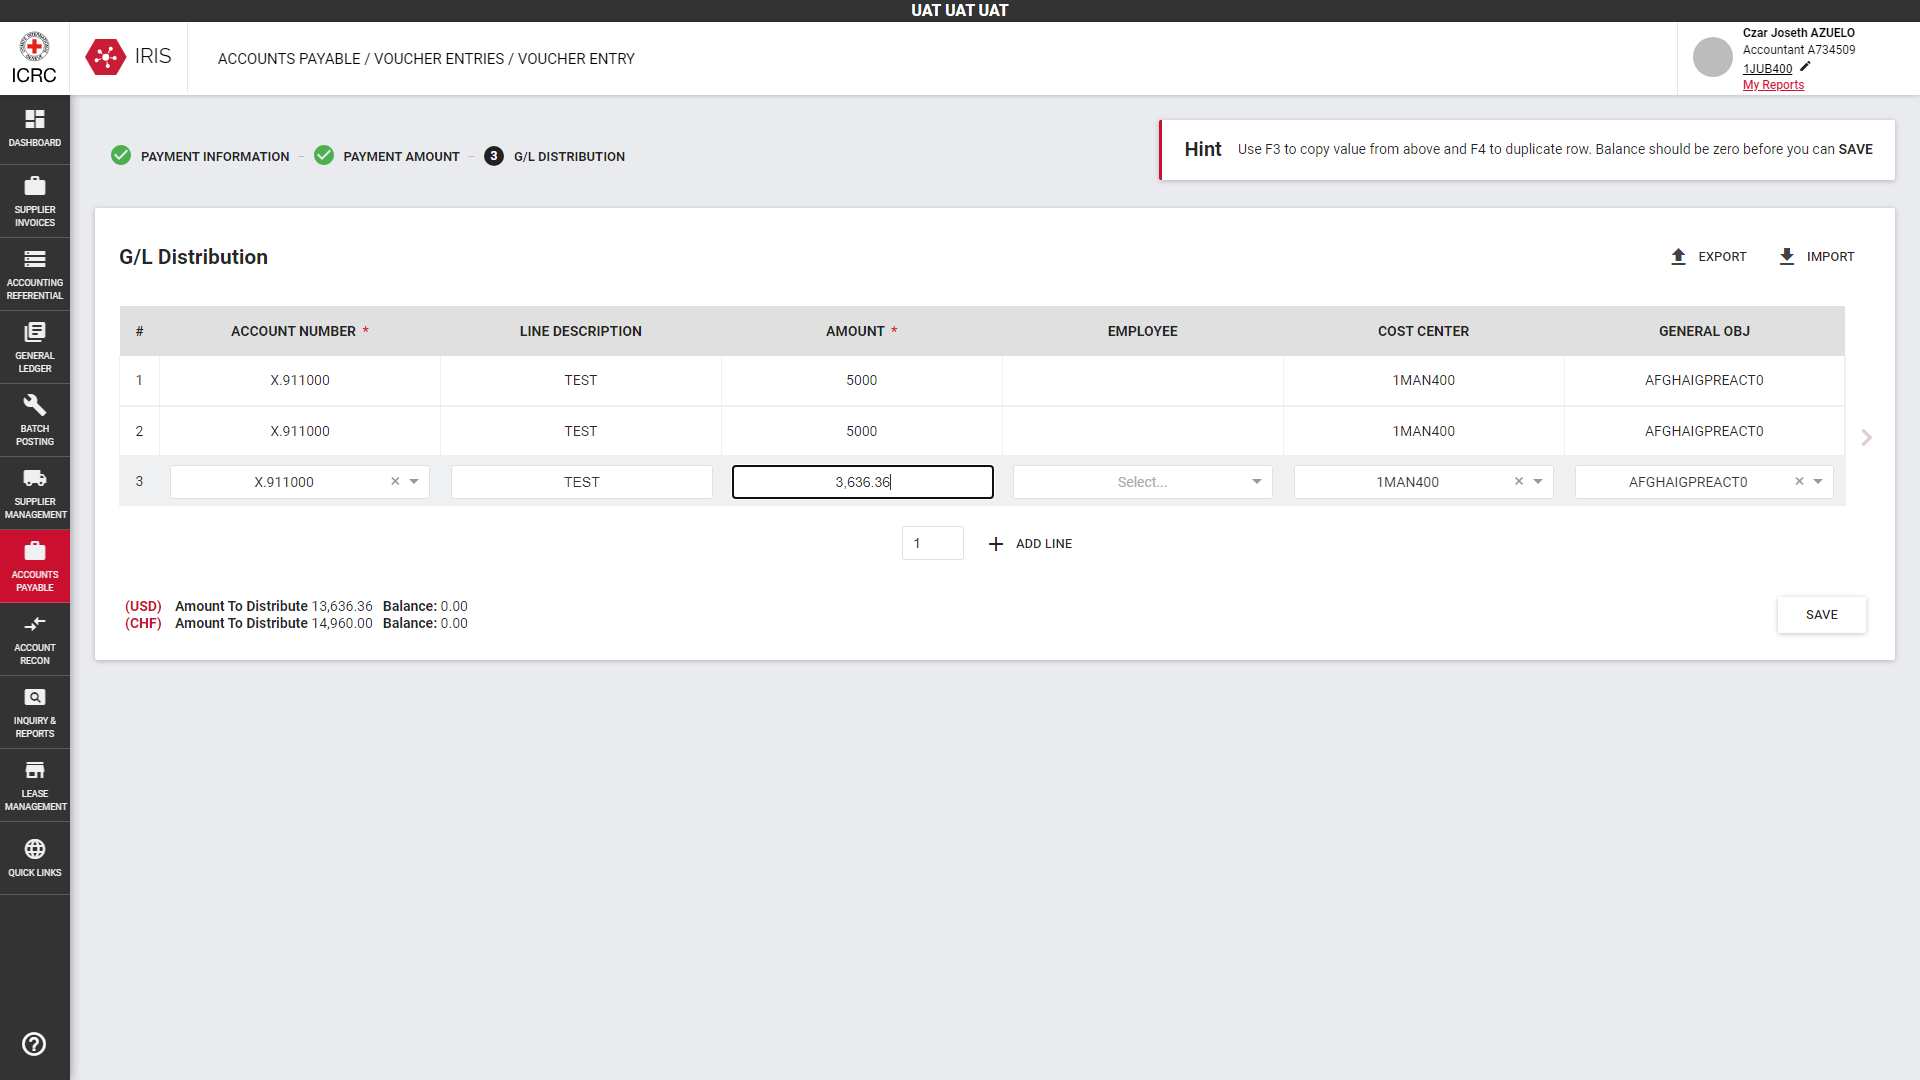 UAT UAT UAT
ICRC
IRIS
ACCOUNTS PAYABLE / VOUCHER ENTRIES / VOUCHER ENTRY
Czar Joseth AZUELO
Accountant A734509
1JUB400
My Reports
DASHBOARD
SUPPLIER
INVOICES
ACCOUNTING
REFERENTIAL
GENERAL
LEDGER
BATCH
POSTING
SUPPLIER
MANAGEMENT
ACCOUNTS
PAYABLE
ACCOUNT
RECON
INQUIRY &
REPORTS
LEASE
MANAGEMENT
QUICK LINKS
PAYMENT INFORMATION
PAYMENT AMOUNT
3 G/L DISTRIBUTION
Hint Use F3 to copy value from above and F4 to duplicate row. Balance should be zero before you can SAVE
G/L Distribution
EXPORT IMPORT
# ACCOUNT NUMBER * LINE DESCRIPTION AMOUNT * EMPLOYEE COST CENTER GENERAL OBJ
1 X.911000 TEST 5000 1MAN400 AFGHAIGPREACT0
2 X.911000 TEST 5000 1MAN400 AFGHAIGPREACT0
3 X.911000 × TEST 3,636.36 Select... 1MAN400 × AFGHAIGPREACT0 ×
1 + ADD LINE
(USD) Amount To Distribute 13,636.36 Balance: 0.00
(CHF) Amount To Distribute 14,960.00 Balance: 0.00
SAVE